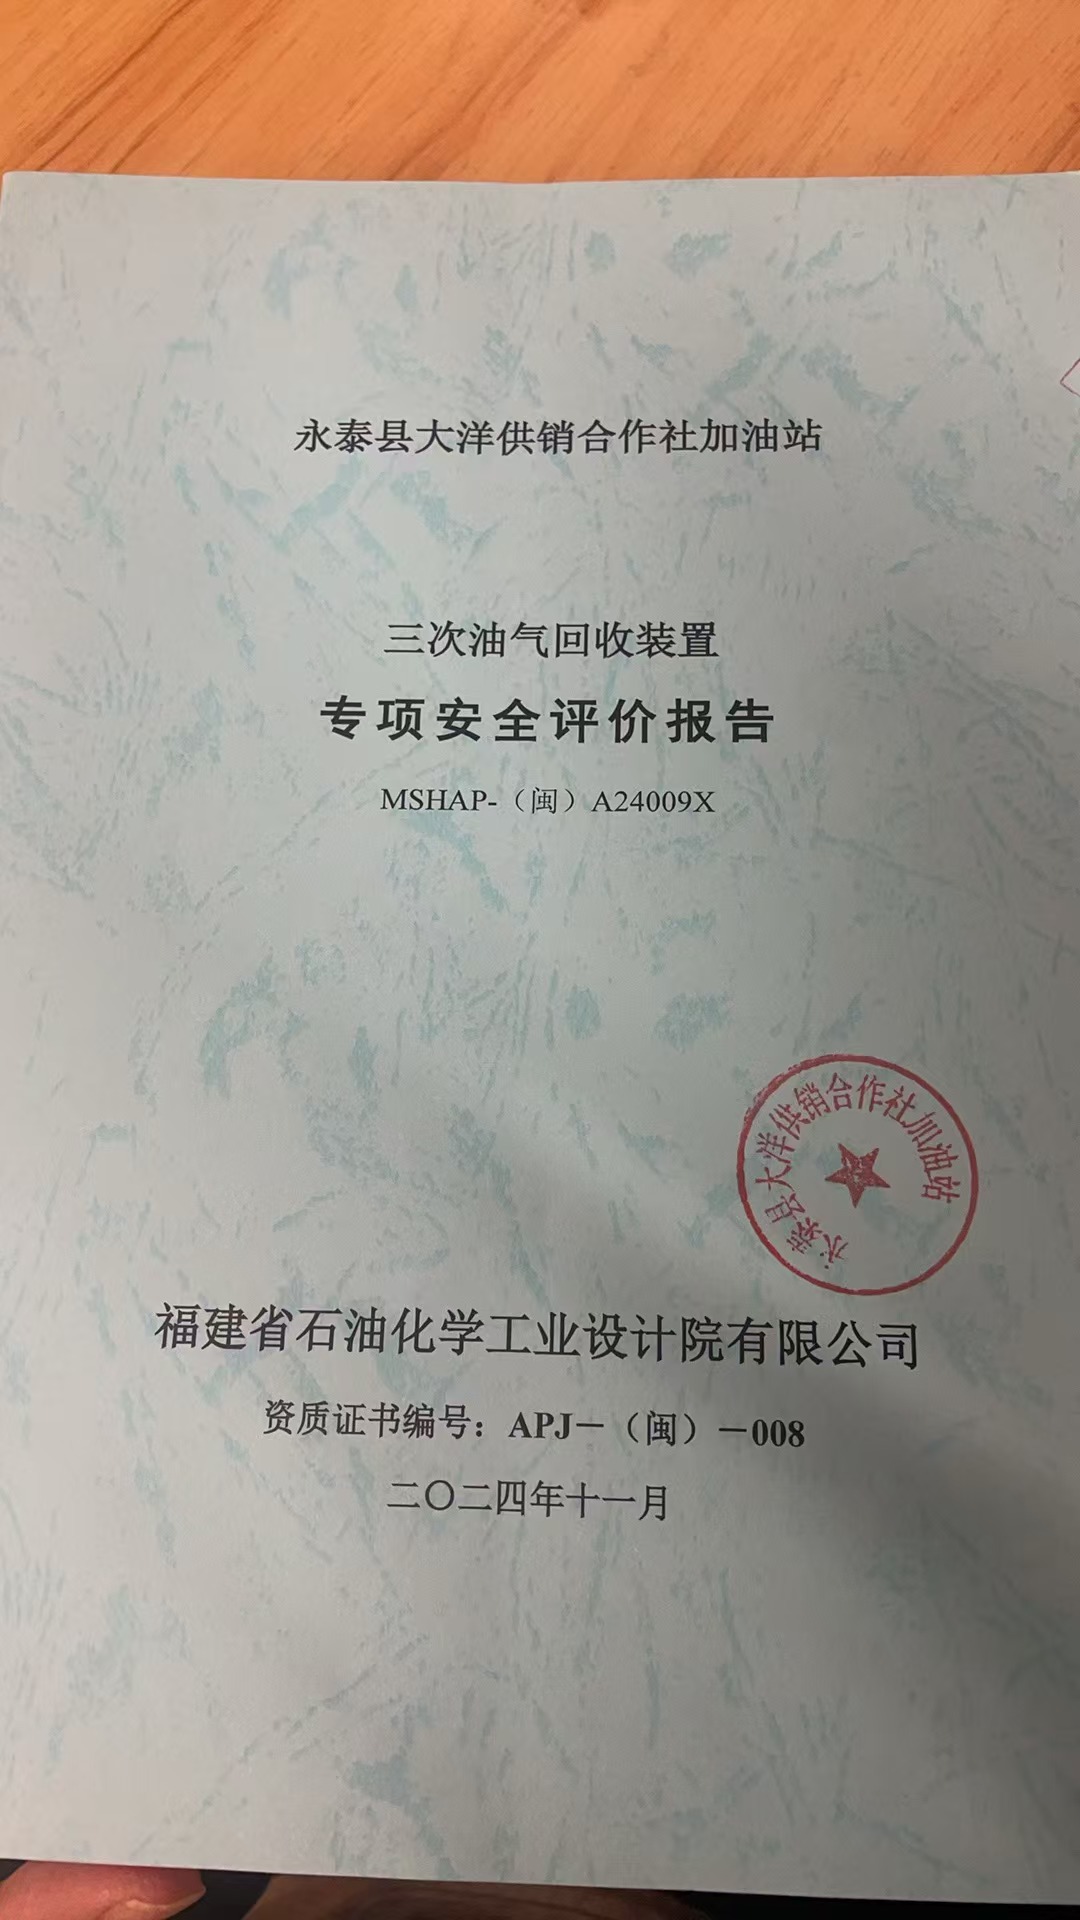 永泰县大洋供销合作社加油站
三次油气回收装置
专项安全评价报告
MSHAP-（闽）A24009X
永泰县大洋供销合作社加油站
福建省石油化学工业设计院有限公司
资质证书编号：APJ－（闽）－008
二〇二四年十一月